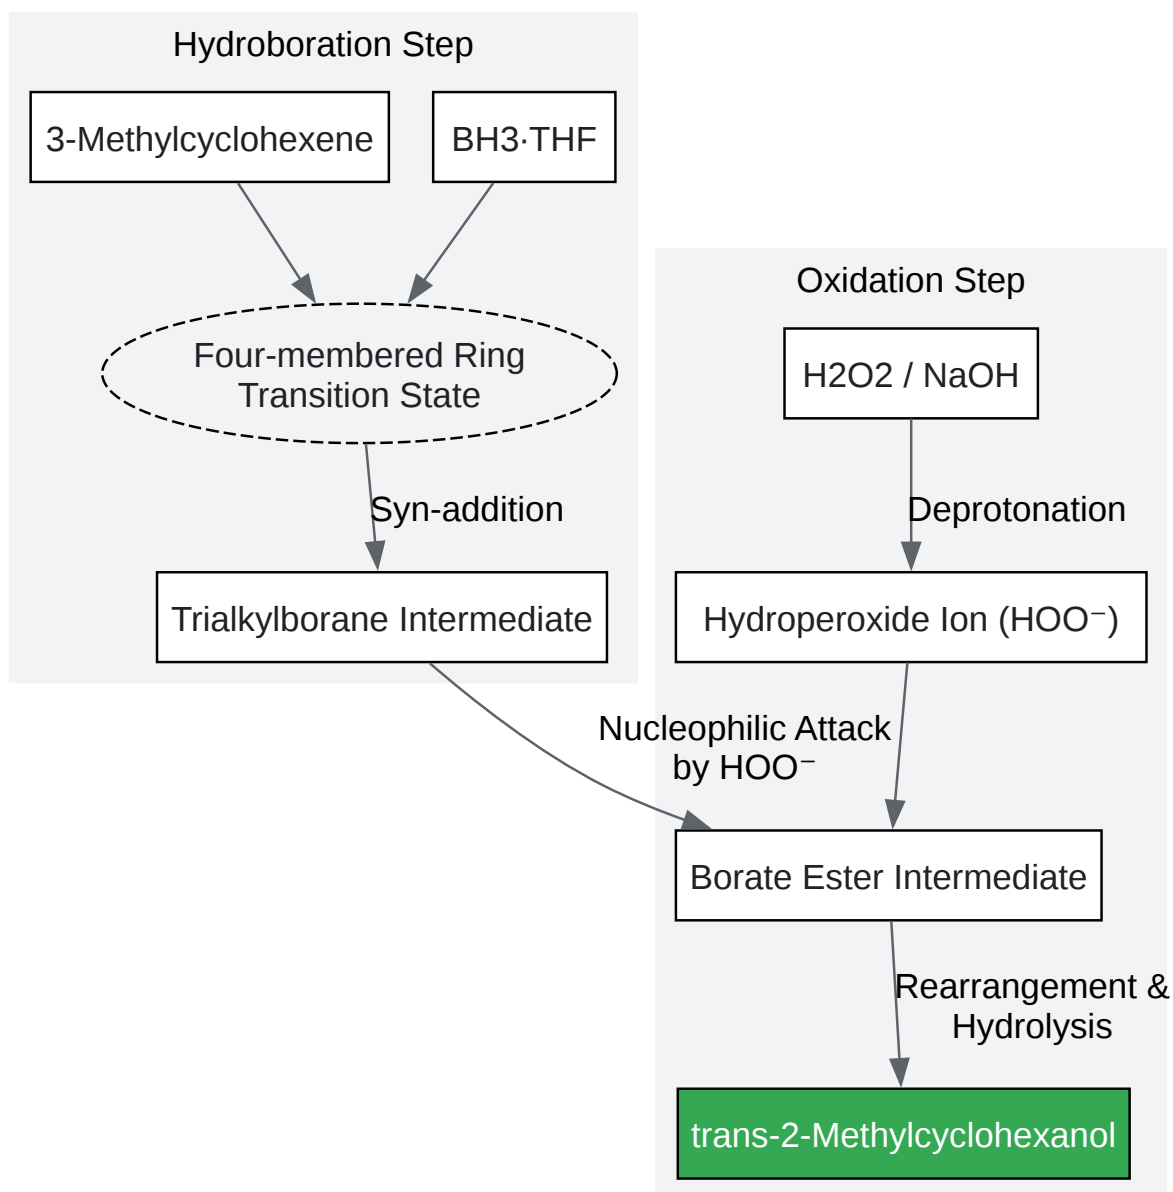 Hydroboration Step
3-Methylcyclohexene
BH3·THF
Four-membered Ring
Transition State
Syn-addition
Trialkylborane Intermediate
Oxidation Step
H2O2 / NaOH
Deprotonation
Hydroperoxide Ion (HOO⁻)
Nucleophilic Attack
by HOO⁻
Borate Ester Intermediate
Rearrangement &
Hydrolysis
trans-2-Methylcyclohexanol